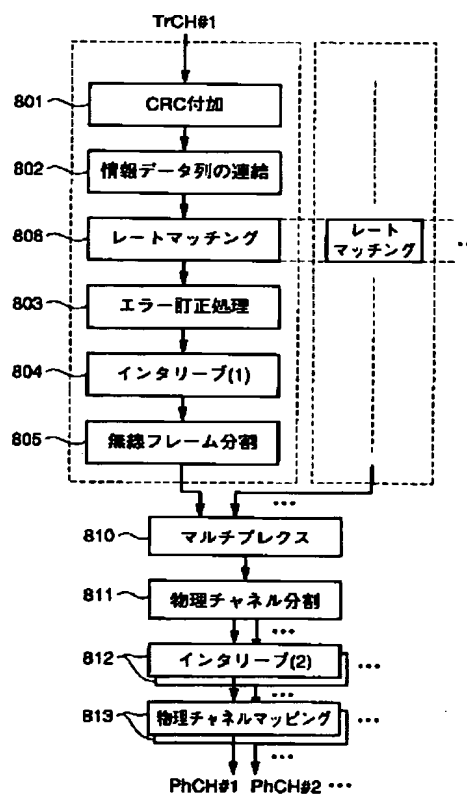 TrCH#1
801
CRC付加
802
情報データ列の連結
808
レートマッチング
レート
マッチング
...
803
エラー訂正処理
804
インタリーブ(1)
805
無線フレーム分割
...
810
マルチプレクス
811
物理チャネル分割
...
812
インタリーブ(2)
...
...
813
物理チャネルマッピング
...
PhCH#1 PhCH#2 ...